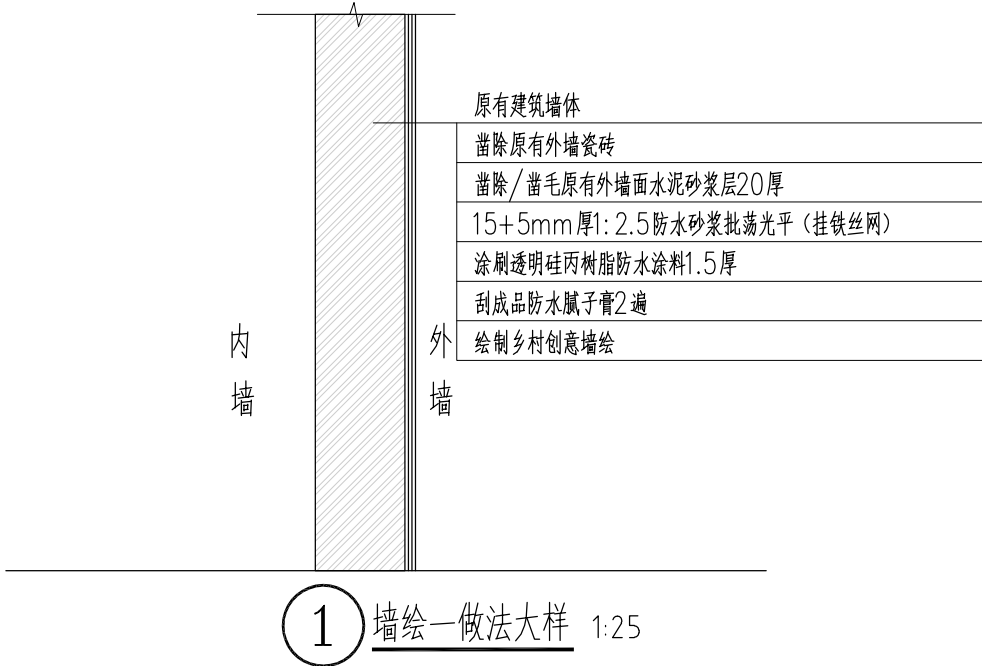 原有建筑墙体
凿除原有外墙瓷砖
凿除/凿毛原有外墙面水泥砂浆层20厚
15+5mm厚1:2.5防水砂浆批荡光平（挂铁丝网）
涂刷透明硅丙树脂防水涂料1.5厚
刮成品防水腻子膏2遍
绘制乡村创意墙绘
内墙
外墙
1 墙绘一做法大样 1:25